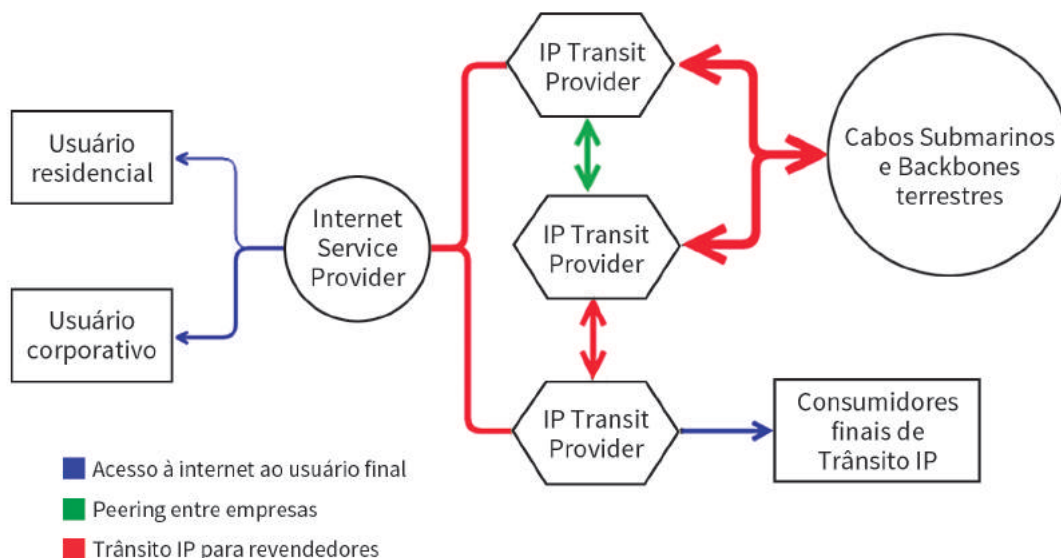 IP Transit
Provider
Usuário
residencial
Cabos Submarinos
e Backbones
terrestres
Internet
Service
Provider
IP Transit
Provider
Usuário
corporativo
IP Transit
Provider
Consumidores
finais de
Trânsito IP
Acesso à internet ao usuário final
Peering entre empresas
Trânsito IP para revendedores